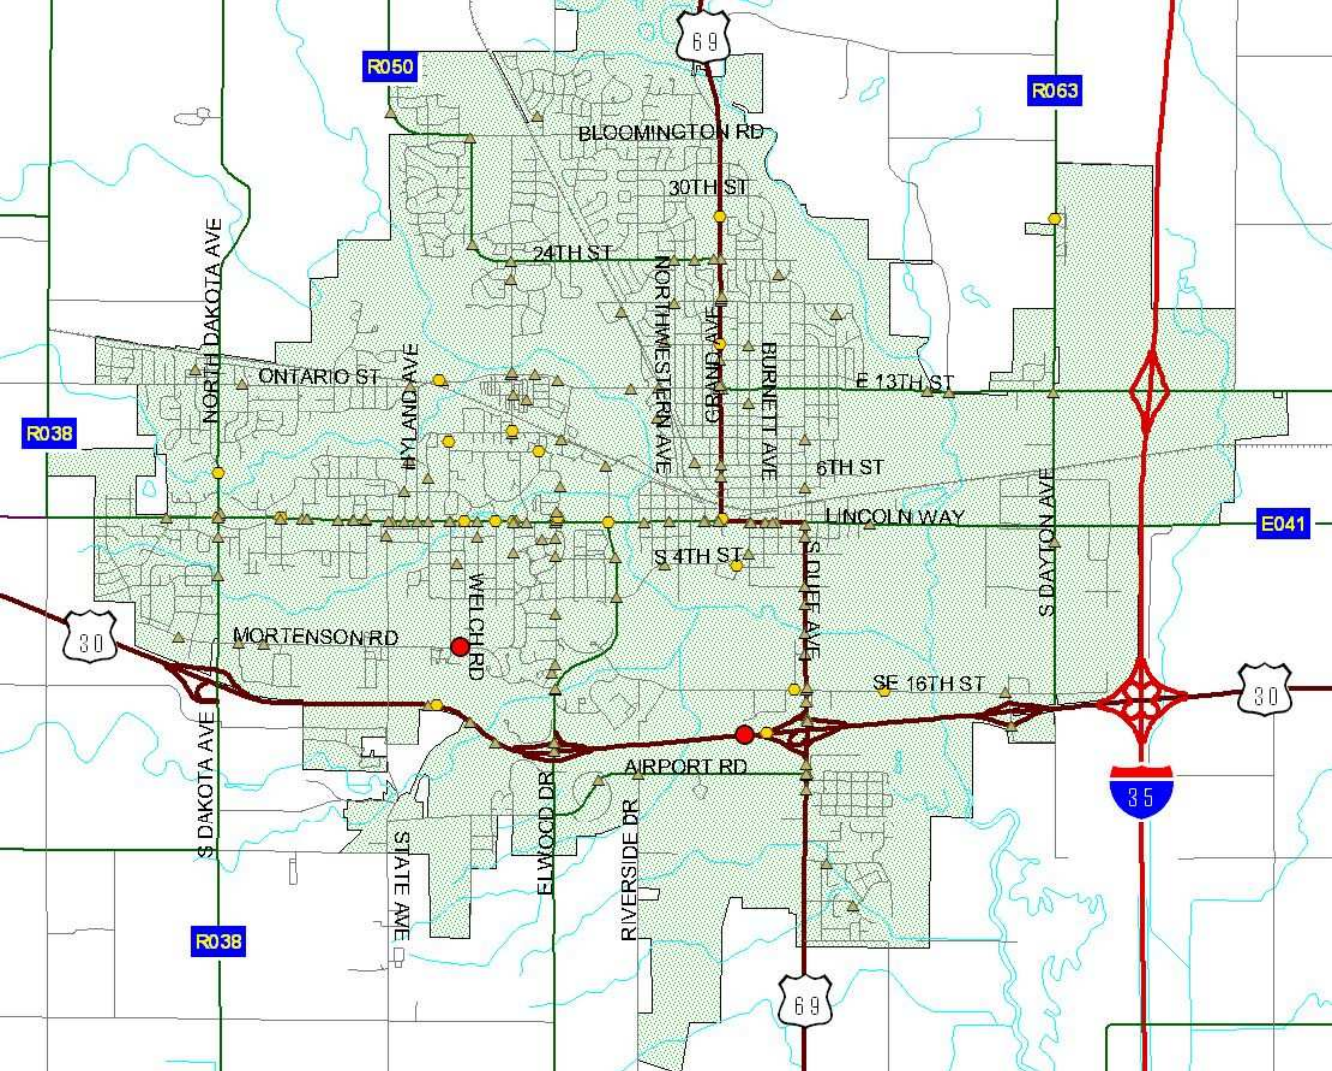 69
R050
R063
BLOOMINGTON RD
30TH ST
NORTH DAKOTA AVE
24TH ST
NORTHWESTERN AVE
GRAND AVE
HYLAND AVE
BURNETT AVE
ONTARIO ST
E 13TH ST
R038
6TH ST
S DAYTON AVE
LINCOLN WAY
E041
S 4TH ST
S DUFF AVE
WELCH RD
30
MORTENSON RD
SE 16TH ST
30
S DAKOTA AVE
AIRPORT RD
35
ELWOOD DR
RIVERSIDE DR
STATE AVE
R038
69